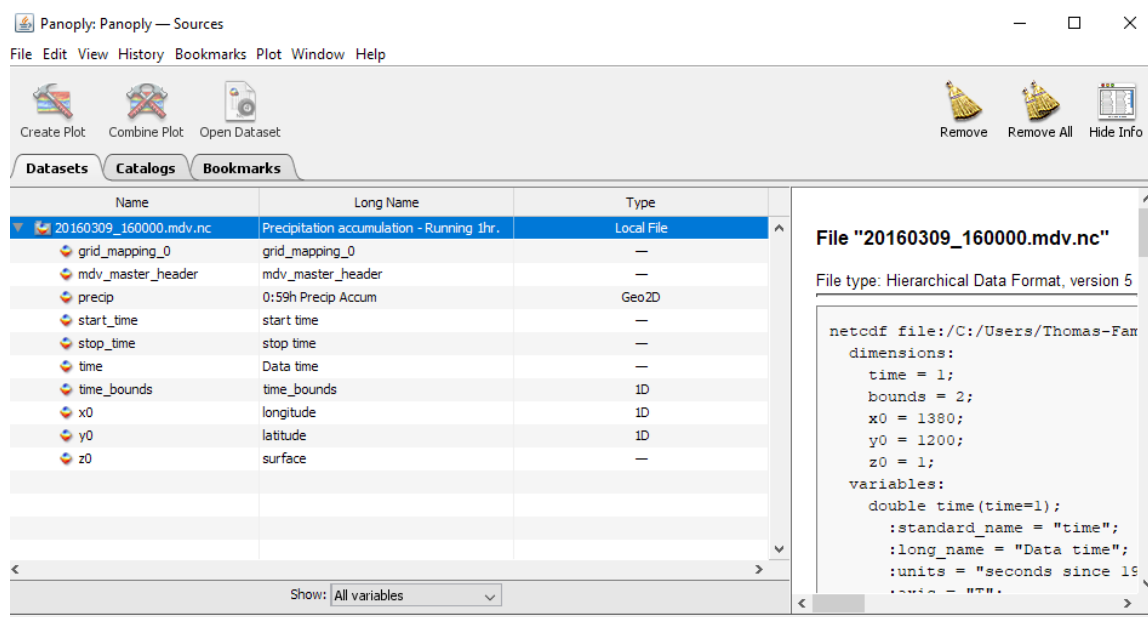 Panoply: Panoply — Sources
File Edit View History Bookmarks Plot Window Help
Create Plot Combine Plot Open Dataset Remove Remove All Hide Info
Datasets Catalogs Bookmarks
Name Long Name Type
20160309_160000.mdv.nc Precipitation accumulation - Running 1hr. Local File
grid_mapping_0 grid_mapping_0 —
mdv_master_header mdv_master_header —
precip 0:59h Precip Accum Geo2D
start_time start time —
stop_time stop time —
time Data time —
time_bounds time_bounds 1D
x0 longitude 1D
y0 latitude 1D
z0 surface —
Show: All variables
File "20160309_160000.mdv.nc"
File type: Hierarchical Data Format, version 5
netcdf file:/C:/Users/Thomas-Fam
dimensions:
time = 1;
bounds = 2;
x0 = 1380;
y0 = 1200;
z0 = 1;
variables:
double time(time=1);
:standard_name = "time";
:long_name = "Data time";
:units = "seconds since 19
:axis = "T";